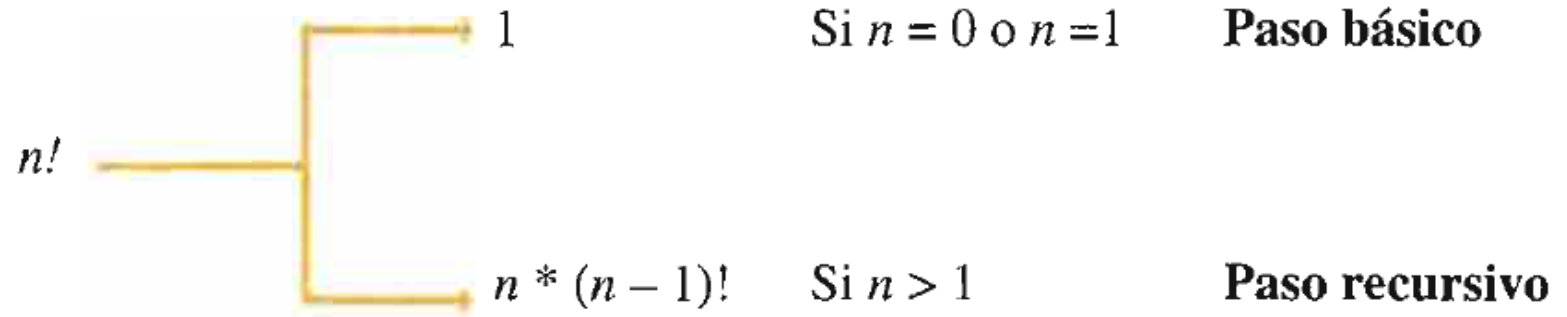 1 Si n = 0 o n =1 Paso básico
n!
n * (n – 1)! Si n > 1 Paso recursivo